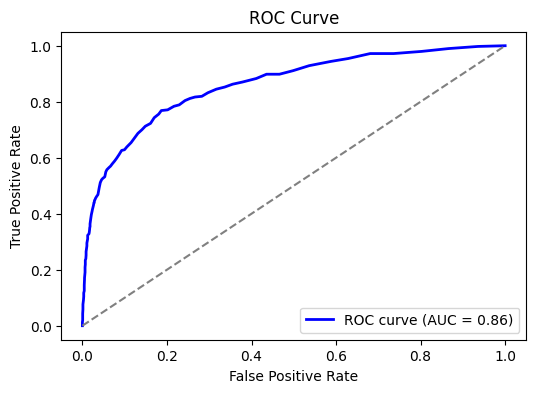 ROC Curve
True Positive Rate
1.0
0.8
0.6
0.4
0.2
0.0
ROC curve (AUC = 0.86)
0.0 0.2 0.4 0.6 0.8 1.0
False Positive Rate